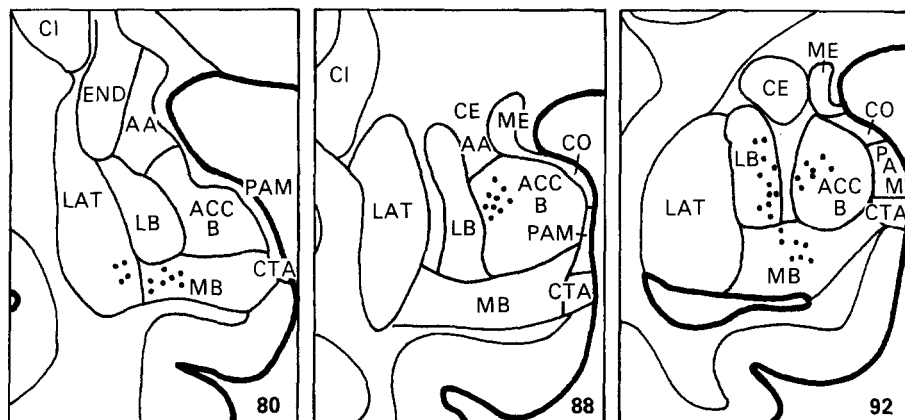 CI
END
AA
PAM
LAT
LB
ACC
B
MB
CTA
80
CI
CE
ME
AA
CO
LAT
LB
ACC
B
PAM
MB
CTA
88
ME
CE
CO
LB
P
A
M
LAT
ACC
B
CTA
MB
92